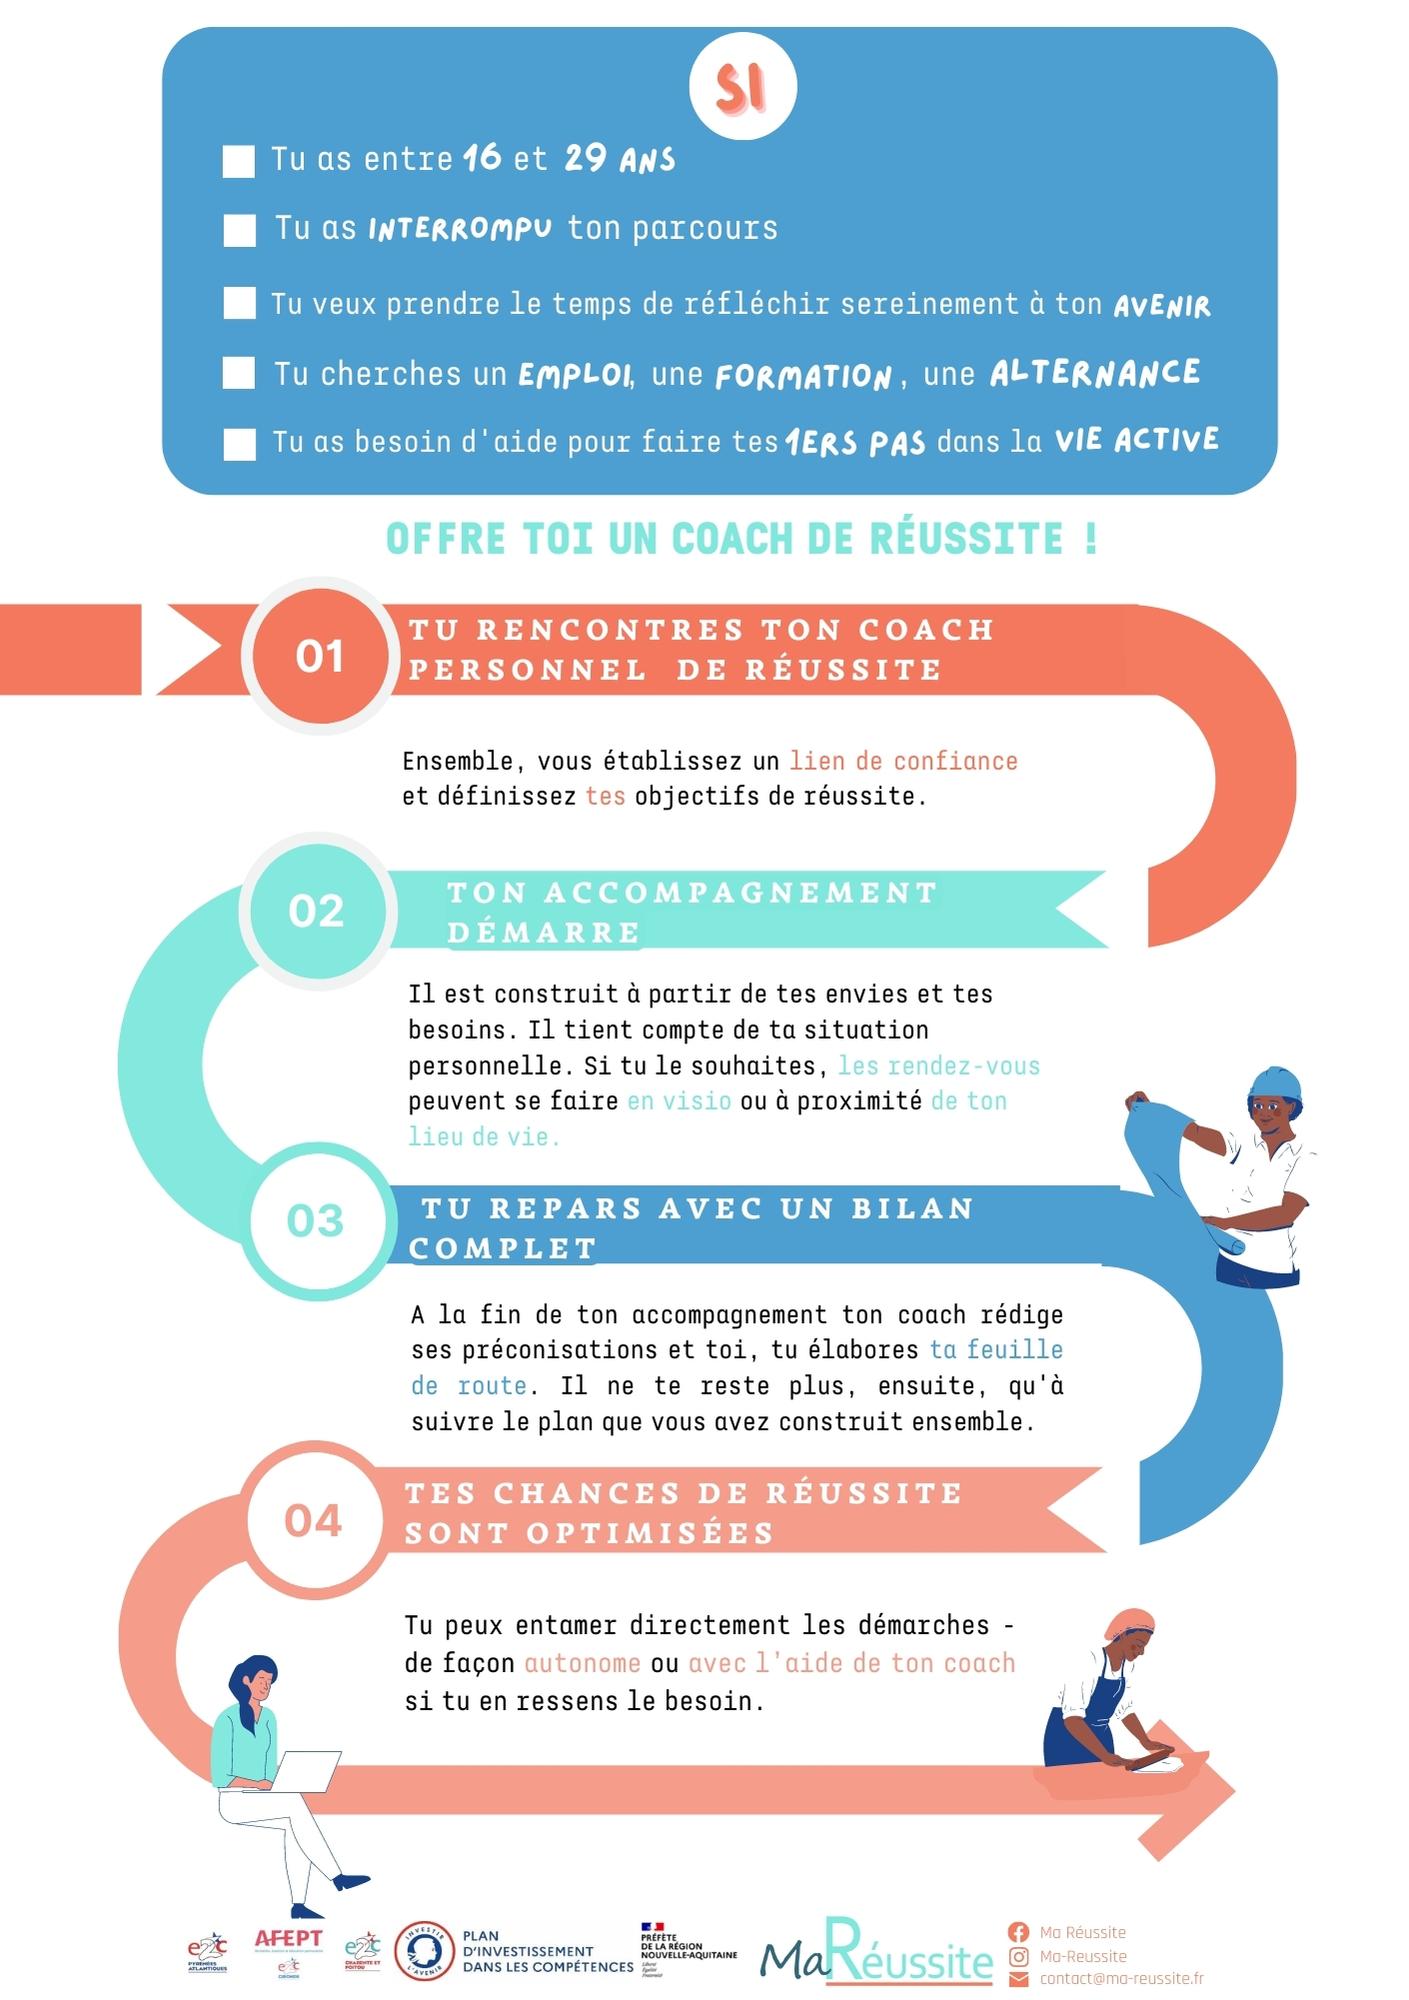 SI
Tu as entre 16 et 29 ANS
Tu as INTERROMPU ton parcours
Tu veux prendre le temps de réfléchir sereinement à ton AVENIR
Tu cherches un EMPLOI, une FORMATION, une ALTERNANCE
Tu as besoin d'aide pour faire tes 1ERS PAS dans la VIE ACTIVE
OFFRE TOI UN COACH DE RÉUSSITE !
01
TU RENCONTRES TON COACH
PERSONNEL DE RÉUSSITE
Ensemble, vous établissez un lien de confiance
et définissez tes objectifs de réussite.
02
TON ACCOMPAGNEMENT
DÉMARRE
Il est construit à partir de tes envies et tes
besoins. Il tient compte de ta situation
personnelle. Si tu le souhaites, les rendez-vous
peuvent se faire en visio ou à proximité de ton
lieu de vie.
03
TU REPARS AVEC UN BILAN
COMPLET
A la fin de ton accompagnement ton coach rédige
ses préconisations et toi, tu élabores ta feuille
de route. Il ne te reste plus, ensuite, qu'à
suivre le plan que vous avez construit ensemble.
04
TES CHANCES DE RÉUSSITE
SONT OPTIMISÉES
Tu peux entamer directement les démarches -
de façon autonome ou avec l'aide de ton coach
si tu en ressens le besoin.
e2c
PYRÉNÉES
ATLANTIQUES
AFEPT
e2c
GIRONDE
e2c
CHARENTE ET
POITOU
INVESTIR
L'AVENIR
PLAN
D'INVESTISSEMENT
DANS LES COMPÉTENCES
PRÉFÈTE
DE LA RÉGION
NOUVELLE-AQUITAINE
Liberté
Égalité
Fraternité
MaRéussite
Ma Réussite
Ma-Reussite
contact@ma-reussite.fr